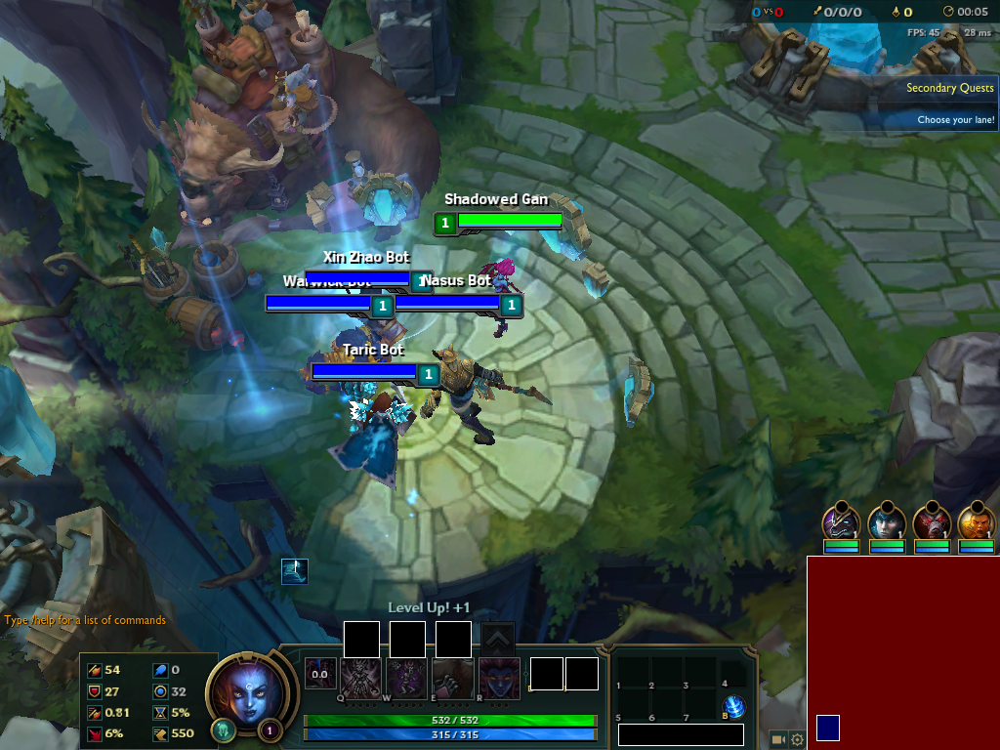 0 vs 0 0/0/0 0 00:05
FPS: 45 28 ms
Secondary Quests
Choose your lane!
Shadowed Gan
1
Xin Zhao Bot
1
Nasus Bot
1
1
Taric Bot
1
Type /help for a list of commands
Level Up! +1
54 0
27 32
0.81 5%
6% 550
1
0.0
Q W E R
532 / 532
315 / 315
1 2 3 4
5 6 7 B